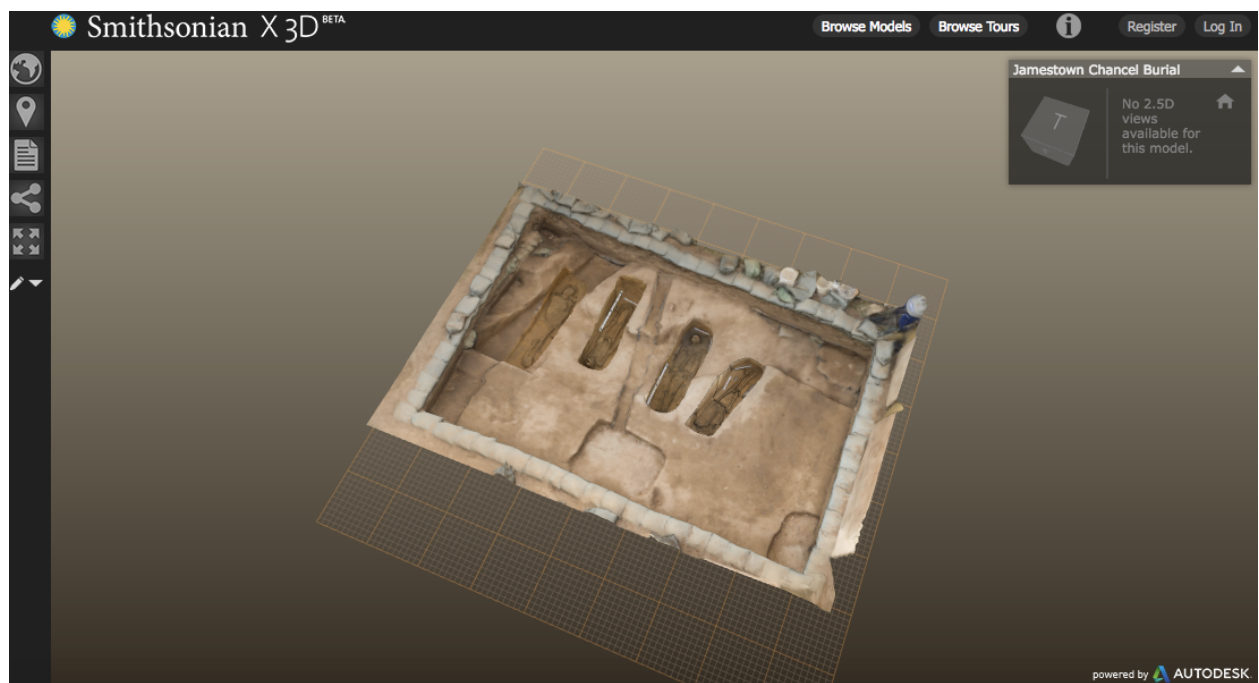 Smithsonian X 3D BETA
Browse Models Browse Tours i Register Log In
Jamestown Chancel Burial
T
No 2.5D
views
available for
this model.
powered by AUTODESK